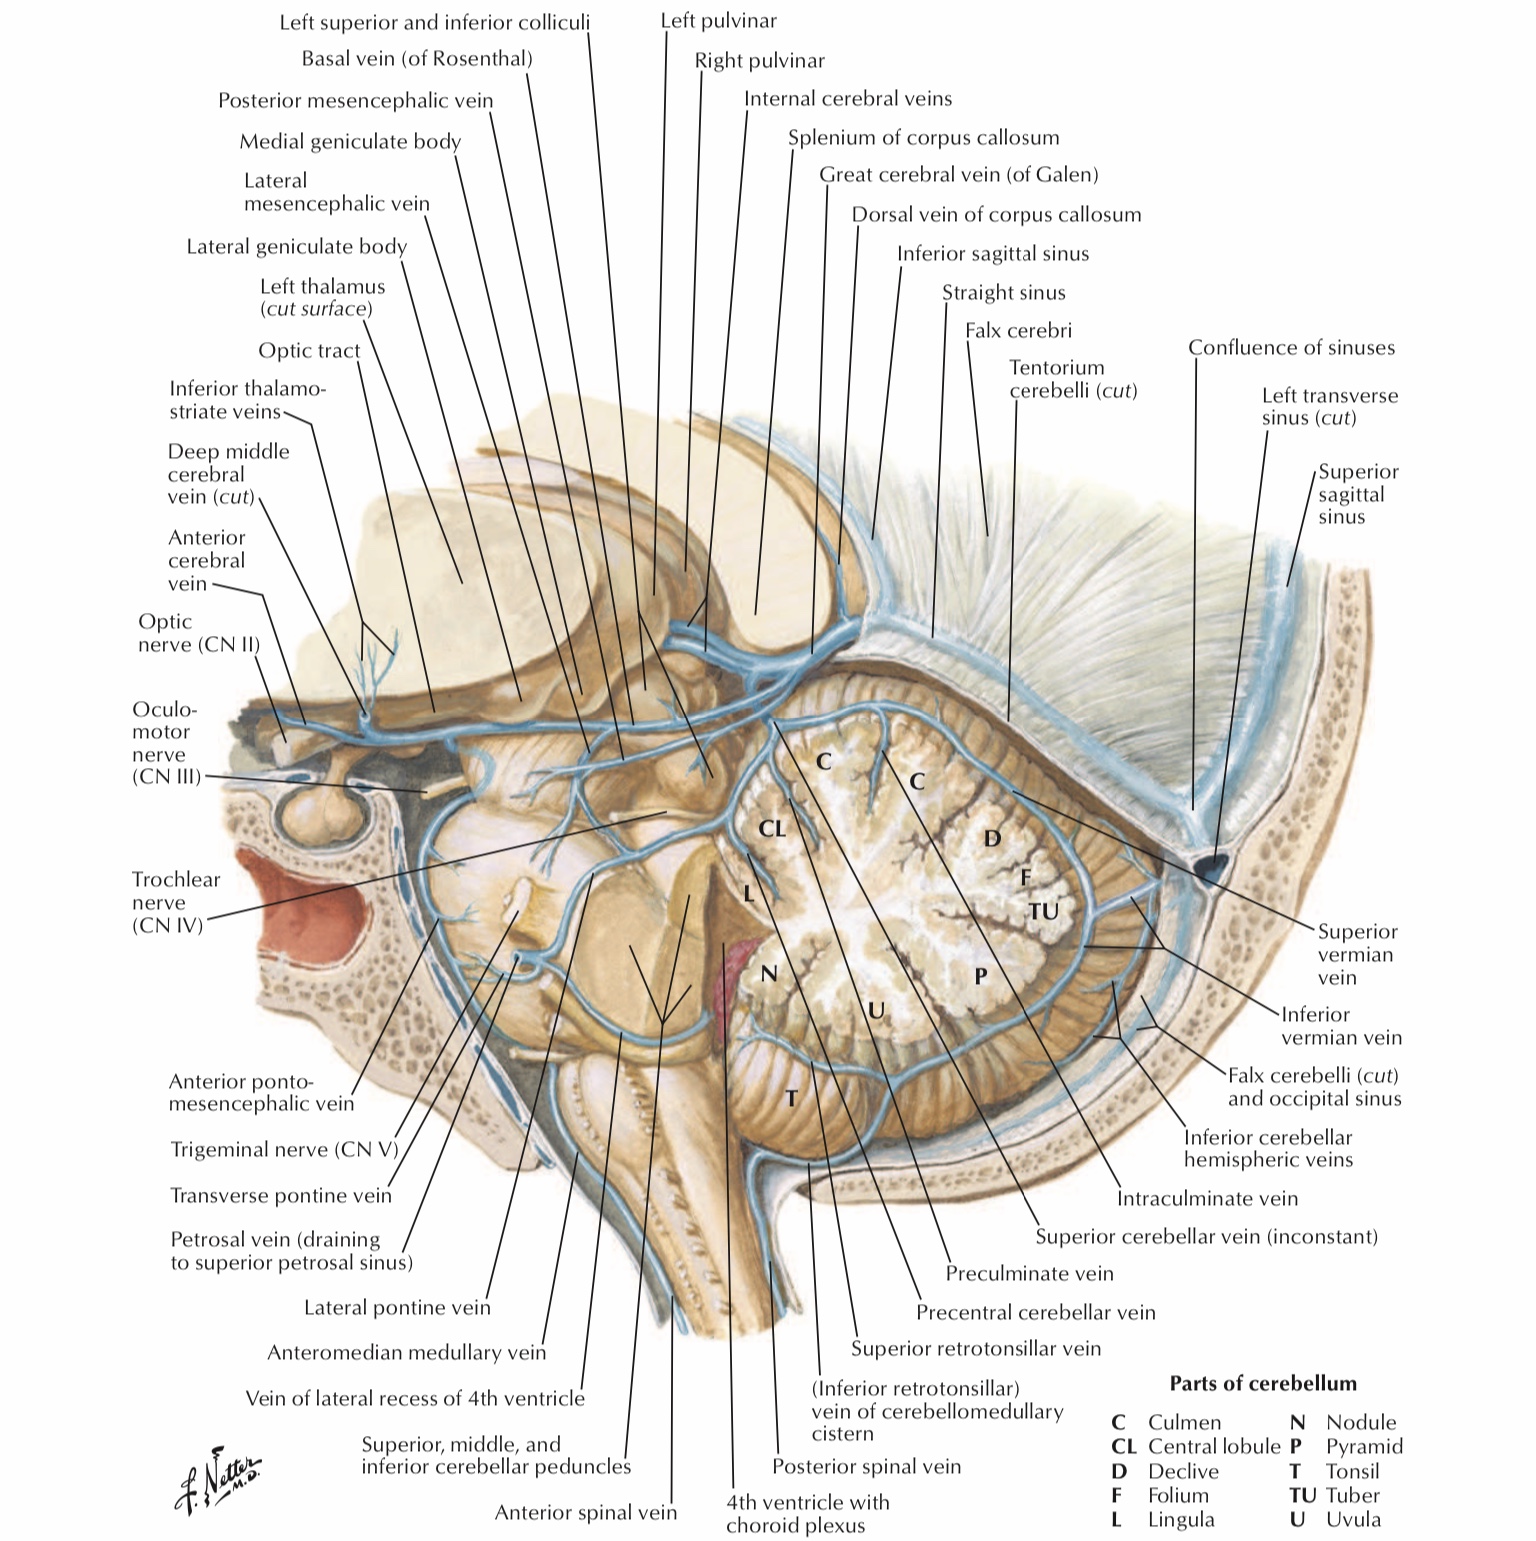 Left superior and inferior colliculi
Basal vein (of Rosenthal)
Posterior mesencephalic vein
Medial geniculate body
Lateral
mesencephalic vein
Lateral geniculate body
Left thalamus
(cut surface)
Optic tract
Inferior thalamo-
striate veins
Deep middle
cerebral
vein (cut)
Anterior
cerebral
vein
Optic
nerve (CN II)
Oculo-
motor
nerve
(CN III)
Trochlear
nerve
(CN IV)
Anterior ponto-
mesencephalic vein
Trigeminal nerve (CN V)
Transverse pontine vein
Petrosal vein (draining
to superior petrosal sinus)
Lateral pontine vein
Anteromedian medullary vein
Vein of lateral recess of 4th ventricle
Superior, middle, and
inferior cerebellar peduncles
Anterior spinal vein
Left pulvinar
Right pulvinar
Internal cerebral veins
Splenium of corpus callosum
Great cerebral vein (of Galen)
Dorsal vein of corpus callosum
Inferior sagittal sinus
Straight sinus
Falx cerebri
Tentorium
cerebelli (cut)
Confluence of sinuses
Left transverse
sinus (cut)
Superior
sagittal
sinus
C
C
CL
D
F
L
TU
N
P
U
T
Superior
vermian
vein
Inferior
vermian vein
Falx cerebelli (cut)
and occipital sinus
Inferior cerebellar
hemispheric veins
Intraculminate vein
Superior cerebellar vein (inconstant)
Preculminate vein
Precentral cerebellar vein
Superior retrotonsillar vein
(Inferior retrotonsillar)
vein of cerebellomedullary
cistern
Posterior spinal vein
4th ventricle with
choroid plexus
Parts of cerebellum
C Culmen N Nodule
CL Central lobule P Pyramid
D Declive T Tonsil
F Folium TU Tuber
L Lingula U Uvula
F. Netter
M.D.